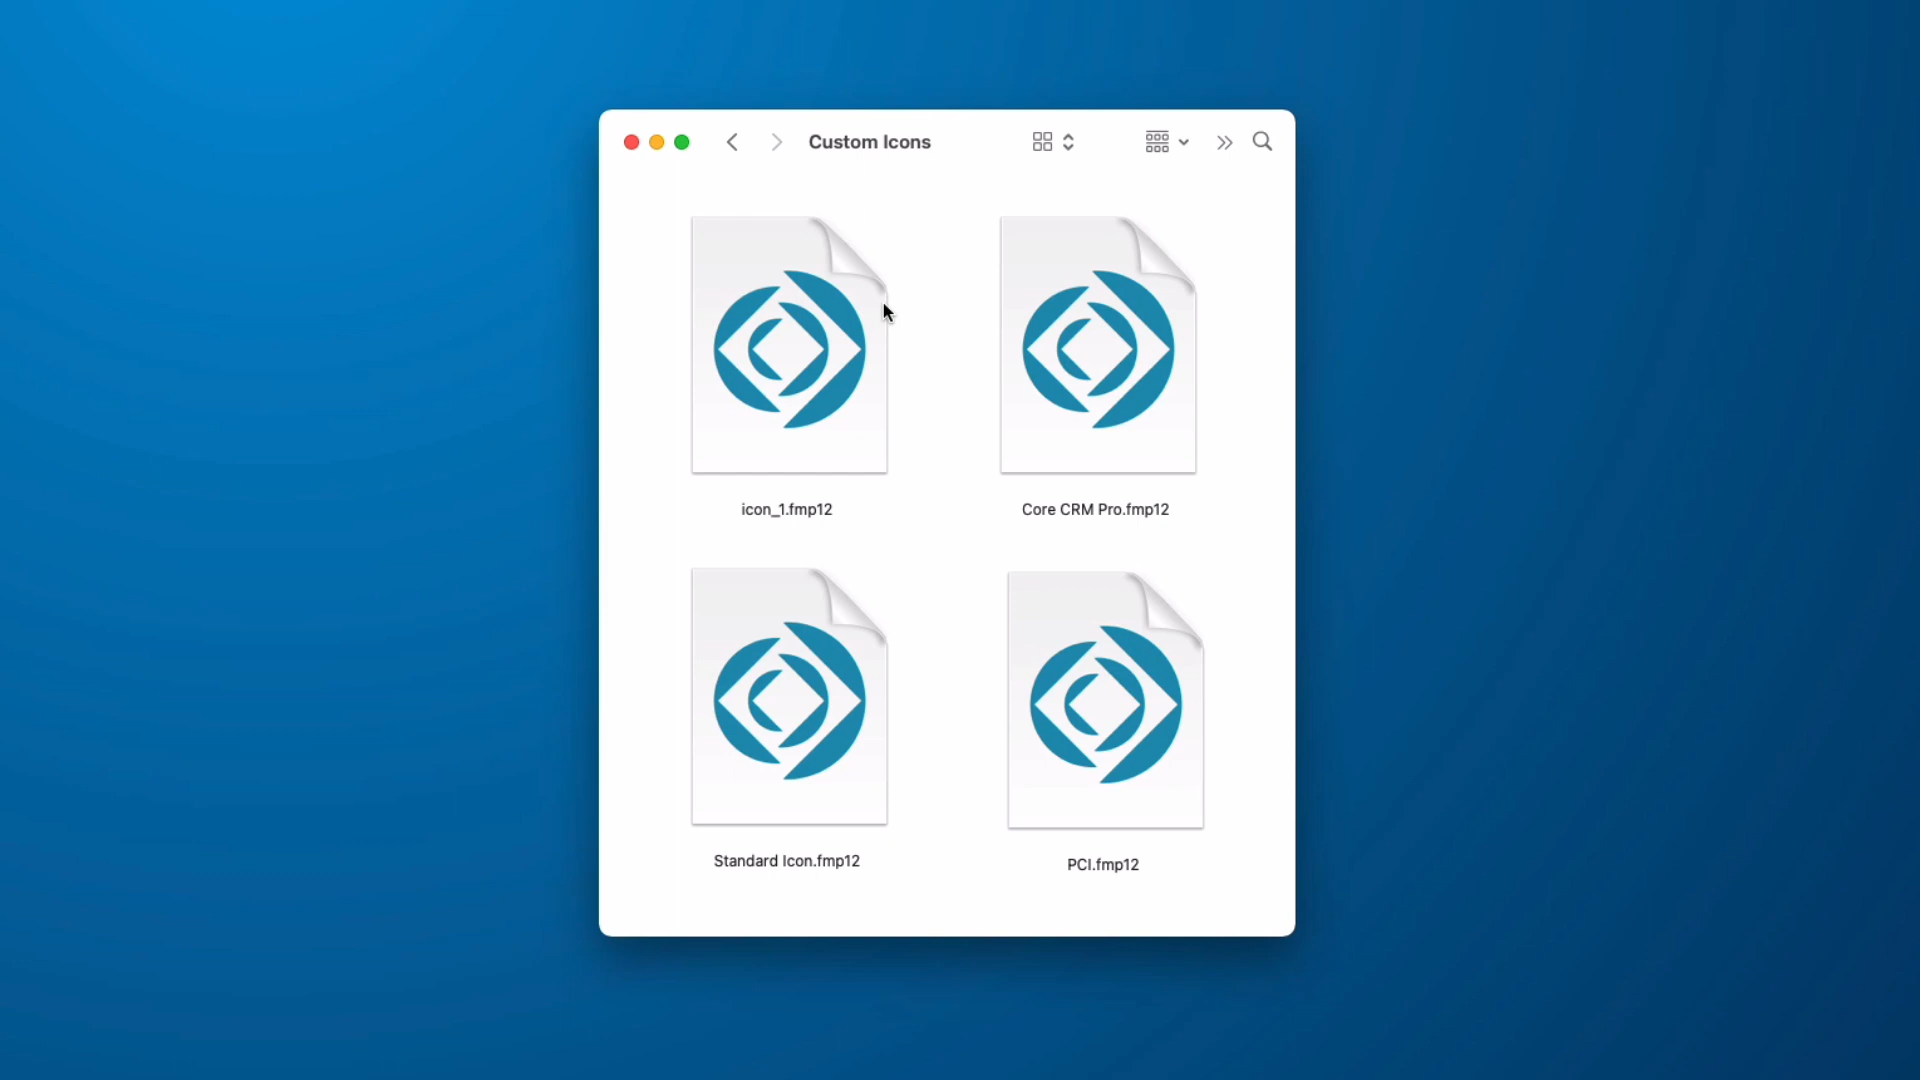 Custom Icons
icon_1.fmp12
Core CRM Pro.fmp12
Standard Icon.fmp12
PCI.fmp12